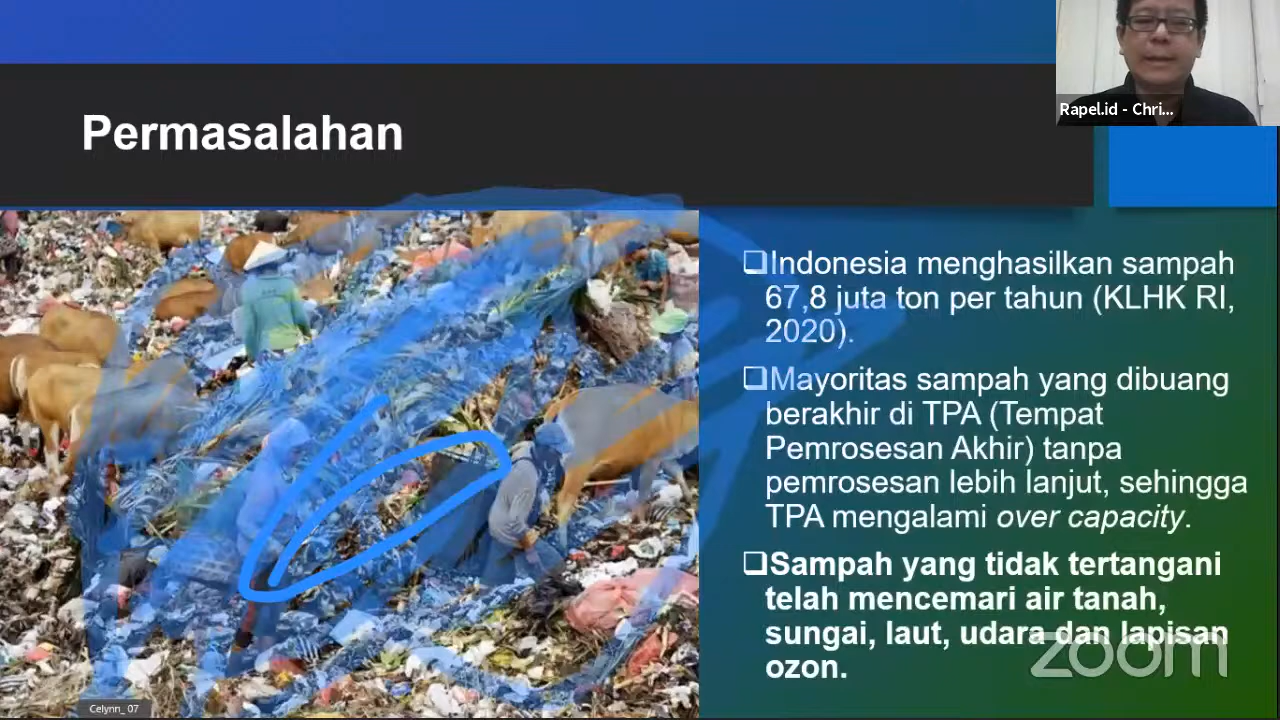 Rapel.id - Chri...
Permasalahan
❑Indonesia menghasilkan sampah
67,8 juta ton per tahun (KLHK RI,
2020).
❑Mayoritas sampah yang dibuang
berakhir di TPA (Tempat
Pemrosesan Akhir) tanpa
pemrosesan lebih lanjut, sehingga
TPA mengalami over capacity.
❑Sampah yang tidak tertangani
telah mencemari air tanah,
sungai, laut, udara dan lapisan
ozon.
zoom
Celynn_ 07